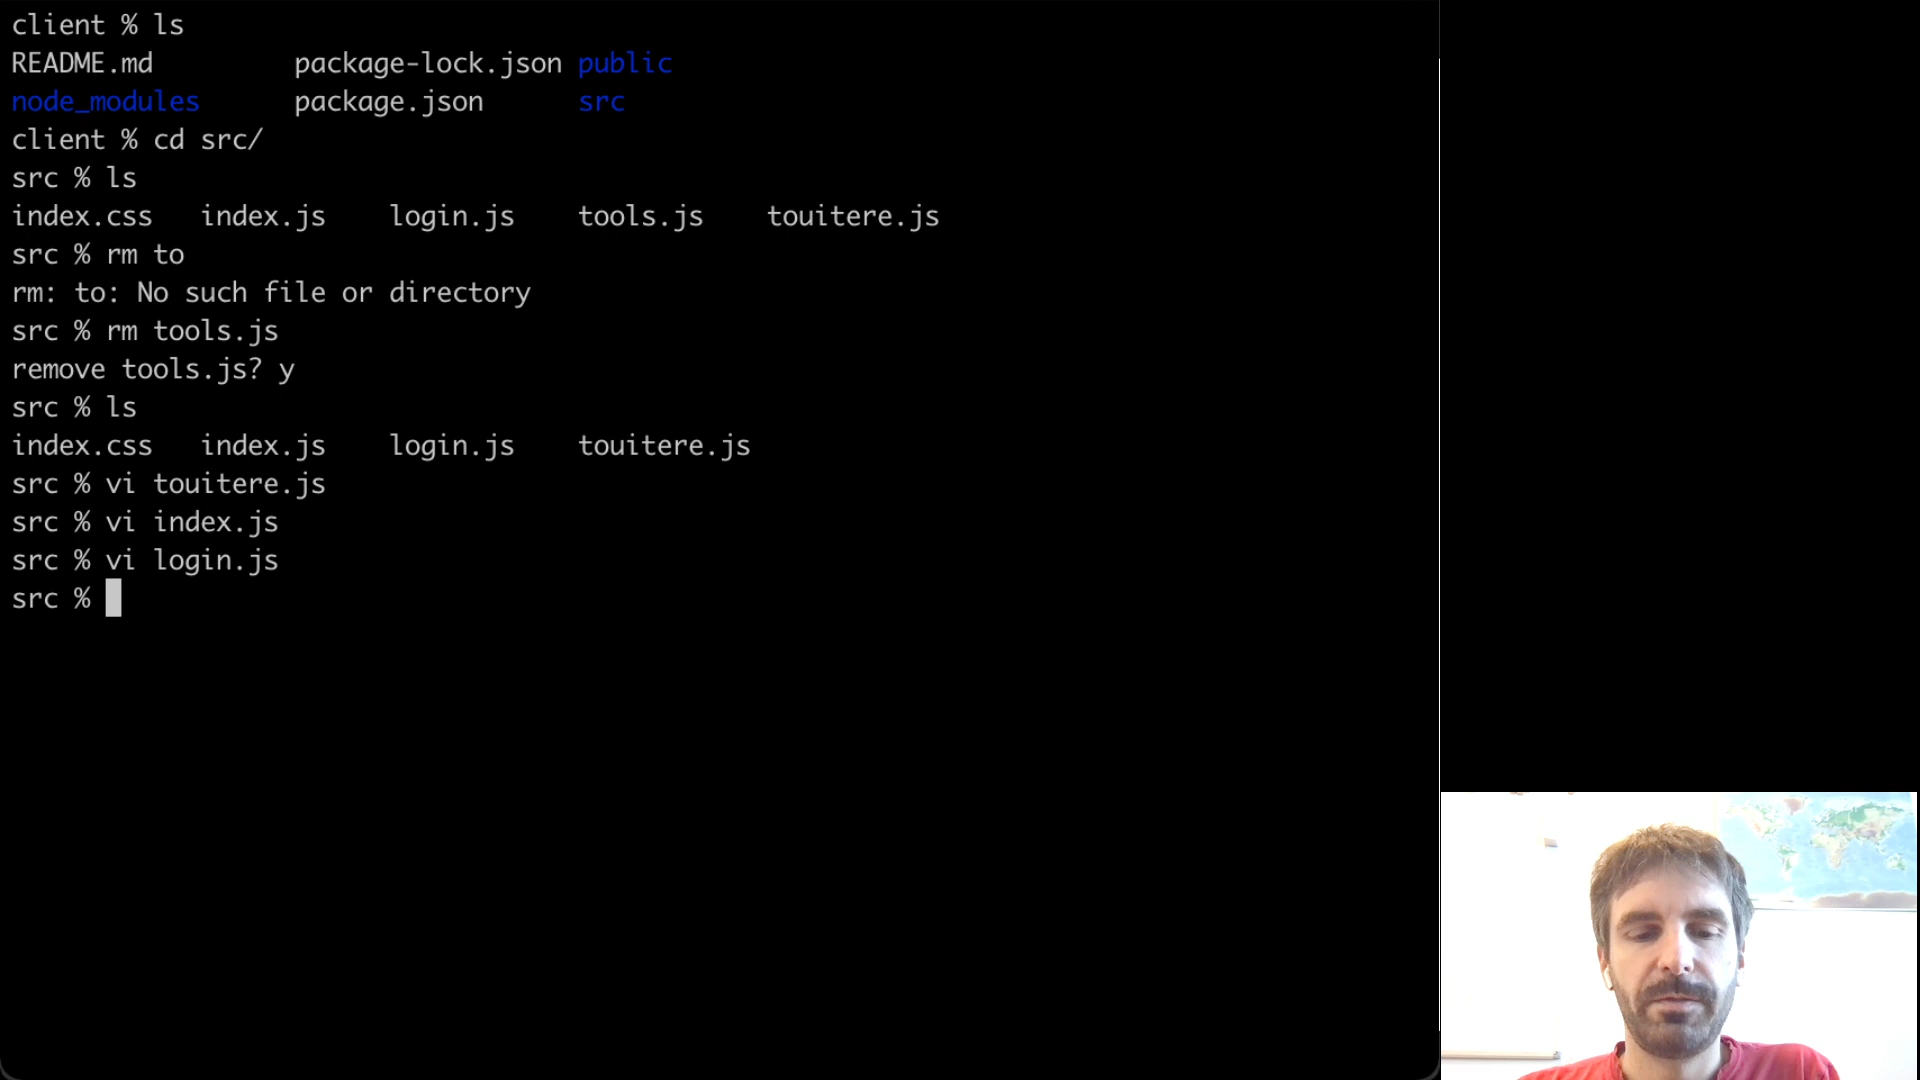 client % ls
README.md package-lock.json public
node_modules package.json src
client % cd src/
src % ls
index.css index.js login.js tools.js touitere.js
src % rm to
rm: to: No such file or directory
src % rm tools.js
remove tools.js? y
src % ls
index.css index.js login.js touitere.js
src % vi touitere.js
src % vi index.js
src % vi login.js
src %